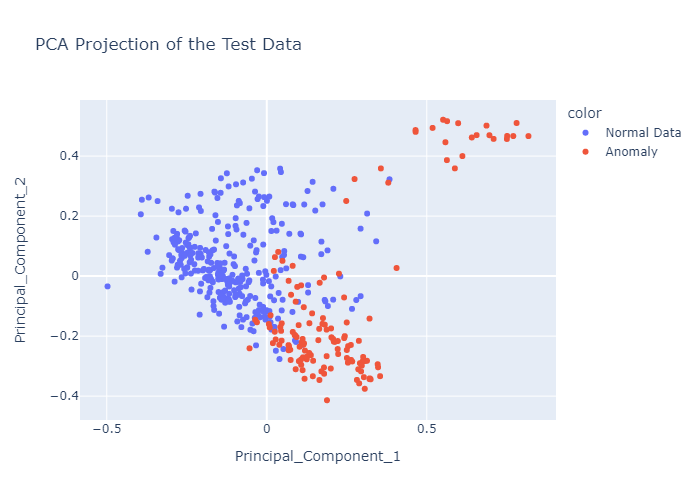 PCA Projection of the Test Data
color
Normal Data
Anomaly
0.4
0.2
0
−0.2
−0.4
Principal_Component_2
−0.5
0
0.5
Principal_Component_1